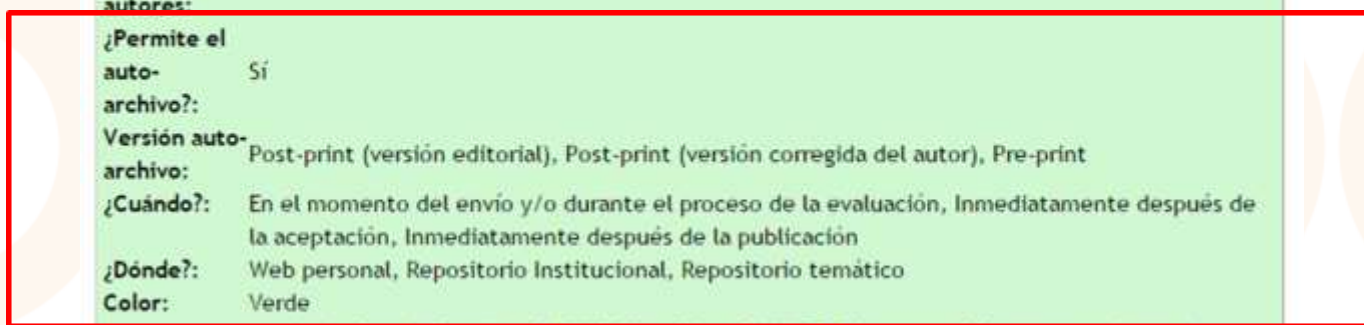 autores:
¿Permite el
auto- Sí
archivo?:
Versión auto-
archivo: Post-print (versión editorial), Post-print (versión corregida del autor), Pre-print
¿Cuándo?: En el momento del envío y/o durante el proceso de la evaluación, Inmediatamente después de
la aceptación, Inmediatamente después de la publicación
¿Dónde?: Web personal, Repositorio Institucional, Repositorio temático
Color: Verde